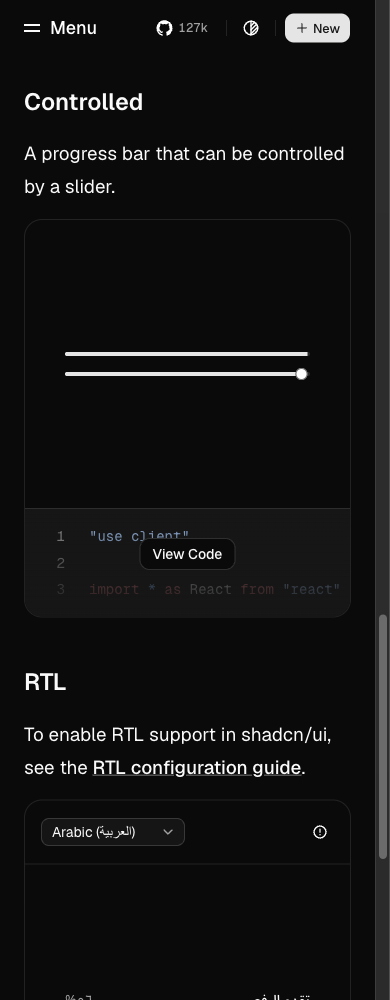 Menu
127k
New
Controlled
A progress bar that can be controlled
by a slider.
1 "use client"
View Code
2
3 import * as React from "react"
RTL
To enable RTL support in shadcn/ui,
see the RTL configuration guide.
Arabic (العربية)